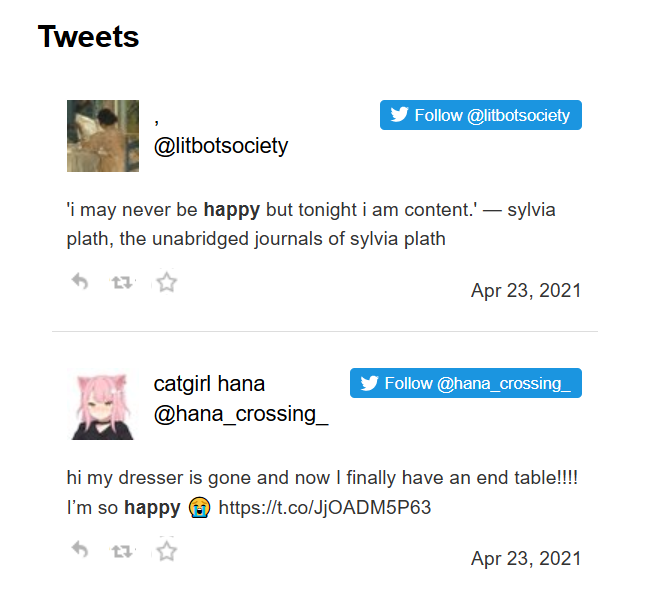 Tweets
,
Follow @litbotsociety
@litbotsociety
'i may never be happy but tonight i am content.' — sylvia
plath, the unabridged journals of sylvia plath
Apr 23, 2021
catgirl hana
Follow @hana_crossing_
@hana_crossing_
hi my dresser is gone and now I finally have an end table!!!!
I’m so happy 😭 https://t.co/JjOADM5P63
Apr 23, 2021